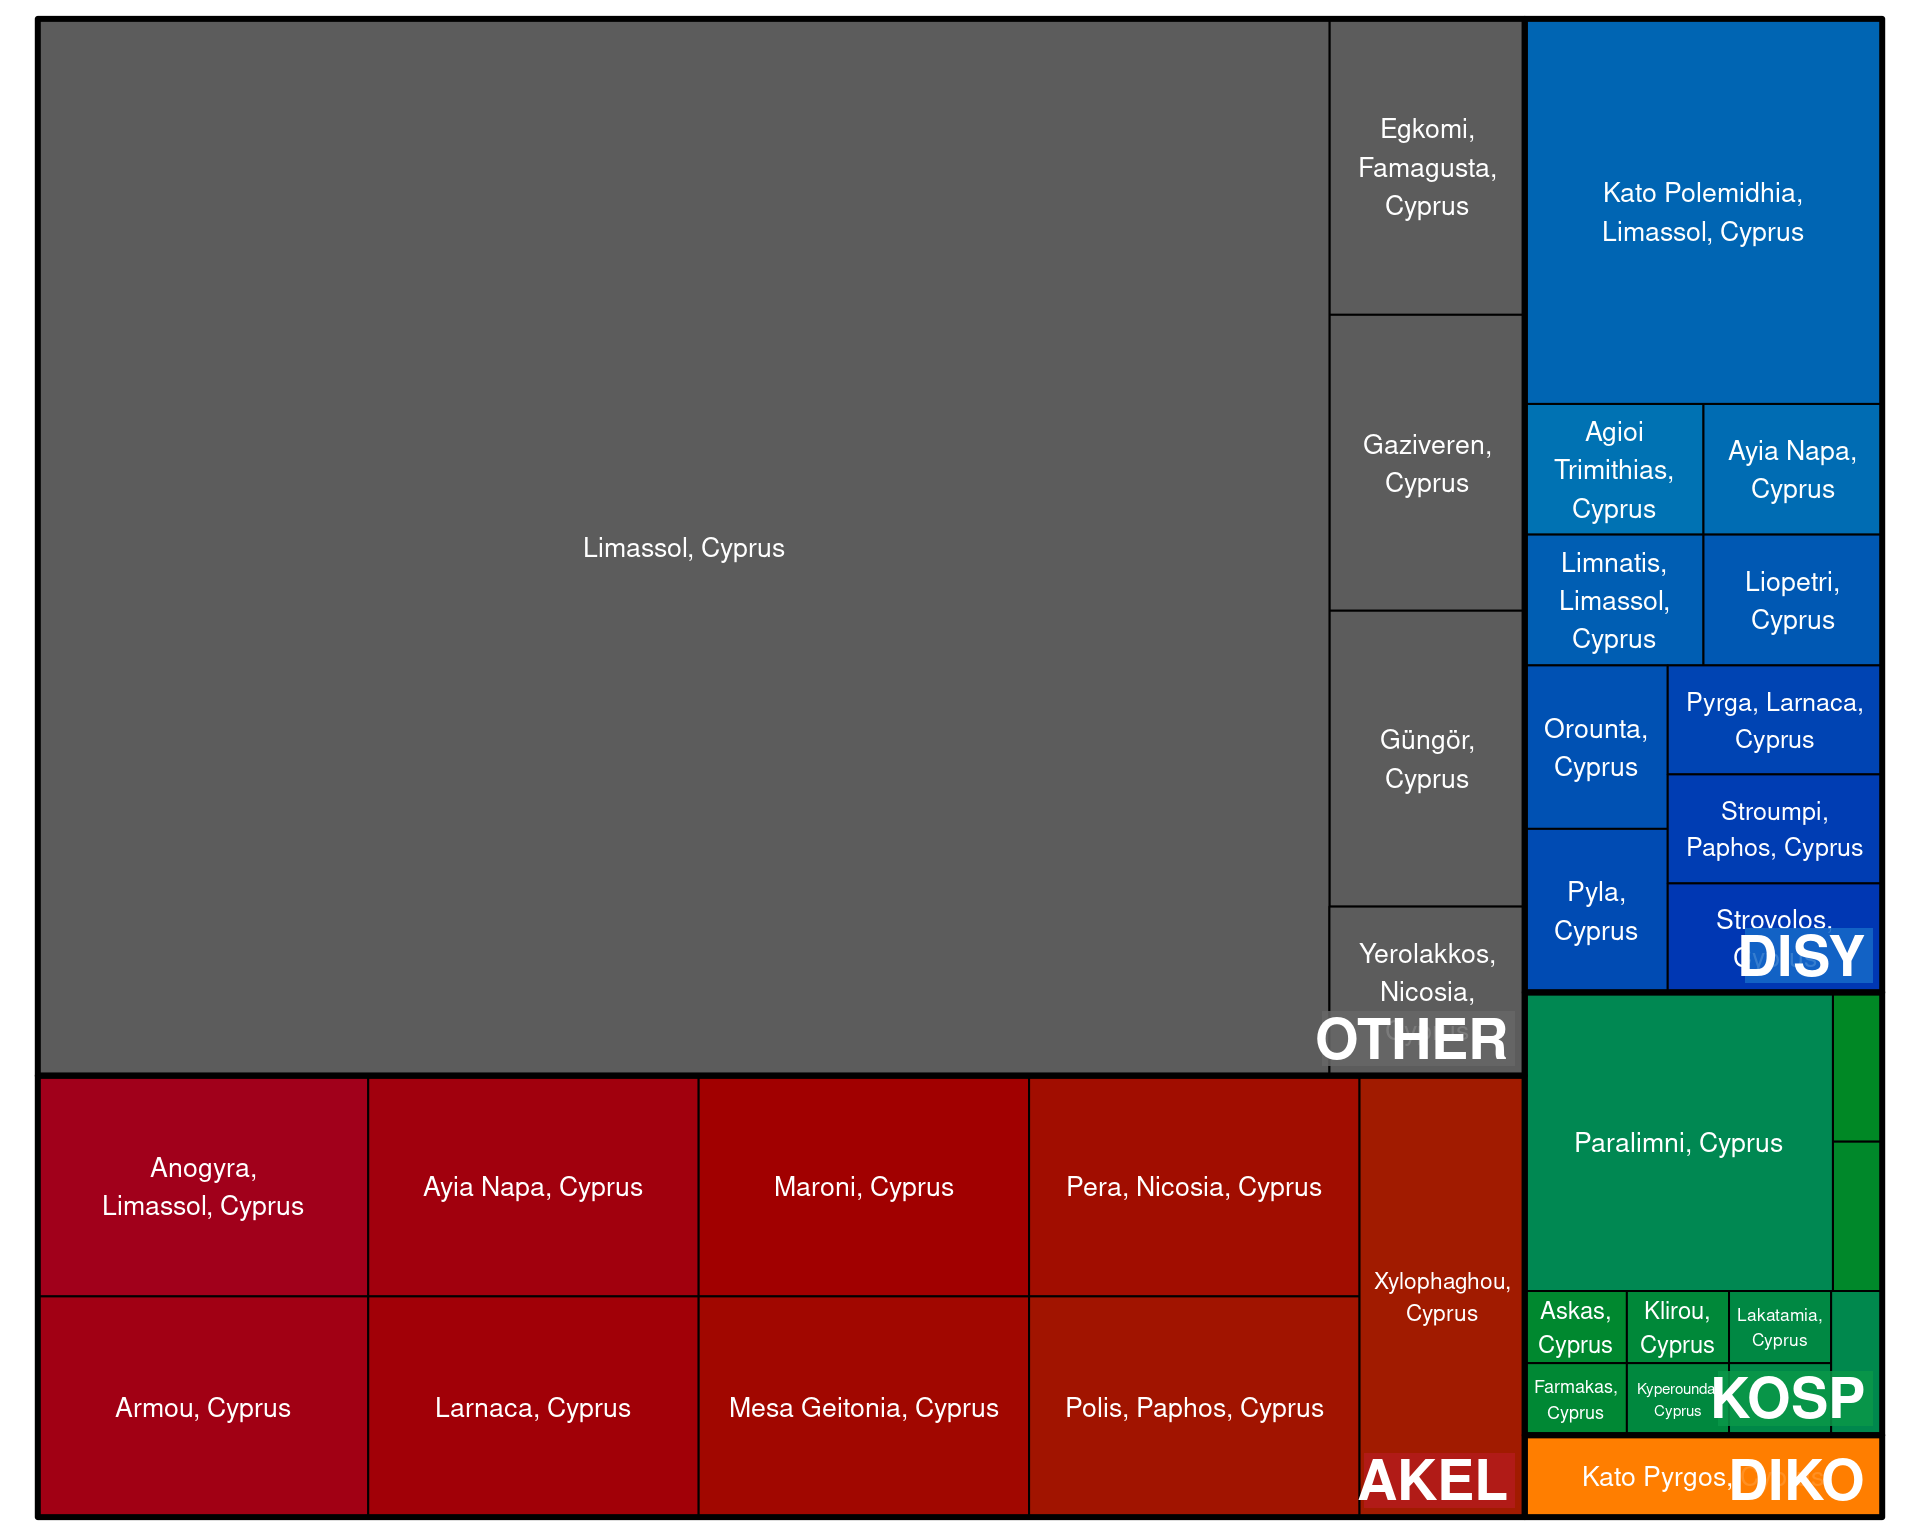 Limassol, Cyprus
Egkomi,
Famagusta,
Cyprus
Gaziveren,
Cyprus
Güngör,
Cyprus
Yerolakkos,
Nicosia,
Cyprus
OTHER
Kato Polemidhia,
Limassol, Cyprus
Agioi
Trimithias,
Cyprus
Ayia Napa,
Cyprus
Limnatis,
Limassol,
Cyprus
Liopetri,
Cyprus
Orounta,
Cyprus
Pyrga, Larnaca,
Cyprus
Stroumpi,
Paphos, Cyprus
Pyla,
Cyprus
Strovolos,
Cyprus
DISY
Anogyra,
Limassol, Cyprus
Ayia Napa, Cyprus
Maroni, Cyprus
Pera, Nicosia, Cyprus
Xylophaghou,
Cyprus
Armou, Cyprus
Larnaca, Cyprus
Mesa Geitonia, Cyprus
Polis, Paphos, Cyprus
AKEL
Paralimni, Cyprus
Askas,
Cyprus
Klirou,
Cyprus
Lakatamia,
Cyprus
Farmakas,
Cyprus
Kyperounda,
Cyprus
KOSP
Kato Pyrgos,
DIKO